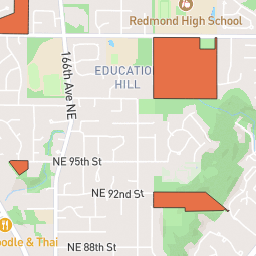 Redmond High School
166th Ave NE
EDUCATION
HILL
NE 95th St
NE 92nd St
oodle & Thai
NE 88th St